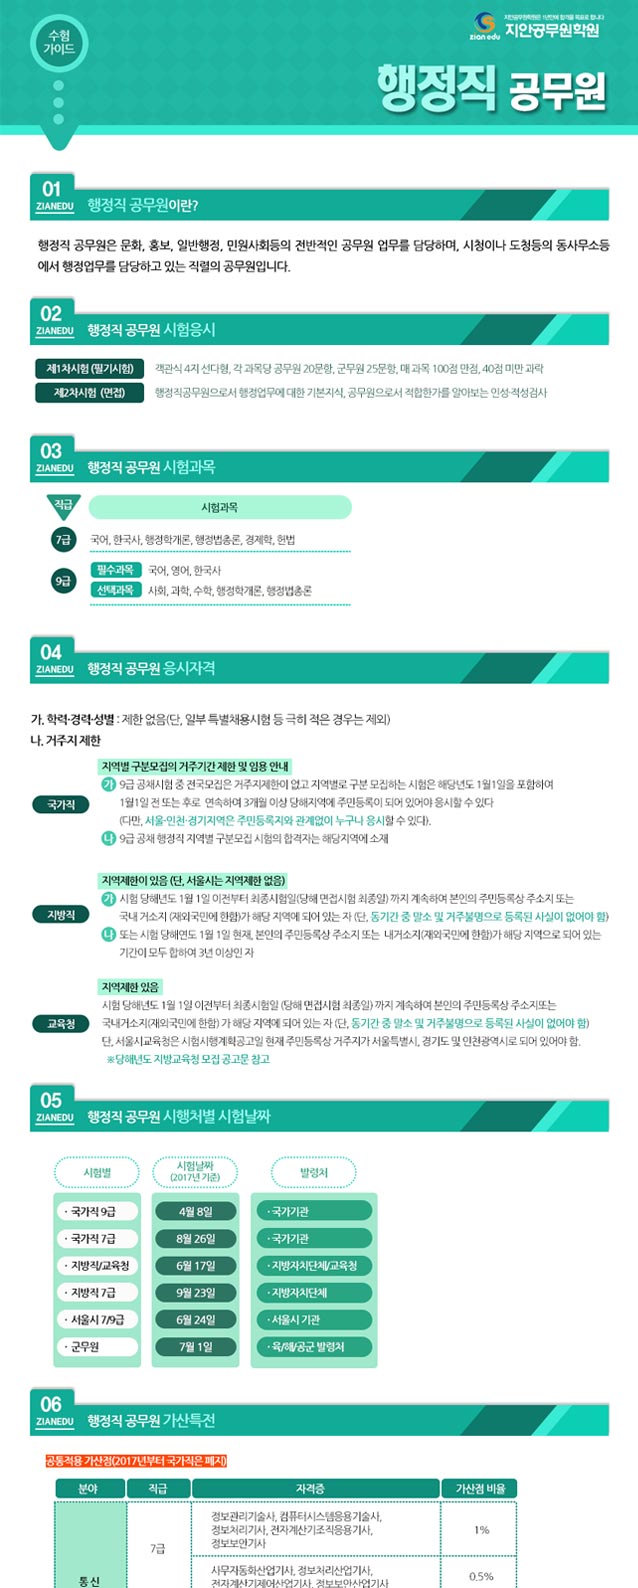 수험
가이드
지안공무원학원은 1년안에 합격을 목표로 합니다
zian edu 지안공무원학원
행정직 공무원
01
ZIANEDU
행정직 공무원이란?
행정직 공무원은 문화, 홍보, 일반행정, 민원사회등의 전반적인 공무원 업무를 담당하며, 시청이나 도청등의 동사무소등
에서 행정업무를 담당하고 있는 직렬의 공무원입니다.
02
ZIANEDU
행정직 공무원 시험응시
제1차시험 (필기시험) 객관식 4지 선다형, 각 과목당 공무원 20문항, 군무원 25문항, 매 과목 100점 만점, 40점 미만 과락
제2차시험 (면접) 행정직공무원으로서 행정업무에 대한 기본지식, 공무원으로서 적합한가를 알아보는 인성·적성검사
03
ZIANEDU
행정직 공무원 시험과목
직급 시험과목
7급 국어, 한국사, 행정학개론, 행정법총론, 경제학, 헌법
9급
필수과목 국어, 영어, 한국사
선택과목 사회, 과학, 수학, 행정학개론, 행정법총론
04
ZIANEDU
행정직 공무원 응시자격
가. 학력·경력·성별 : 제한 없음(단, 일부 특별채용시험 등 극히 적은 경우는 제외)
나. 거주지 제한
국가직
지역별 구분모집의 거주기간 제한 및 임용 안내
가 9급 공채시험 중 전국모집은 거주지제한이 없고 지역별로 구분 모집하는 시험은 해당년도 1월1일을 포함하여
1월1일 전 또는 후로 연속하여 3개월 이상 당해지역에 주민등록이 되어 있어야 응시할 수 있다
(다만, 서울·인천·경기지역은 주민등록지와 관계없이 누구나 응시할 수 있다).
나 9급 공채 행정직 지역별 구분모집 시험의 합격자는 해당지역에 소재
지방직
지역제한이 있음 (단, 서울시는 지역제한 없음)
가 시험 당해년도 1월 1일 이전부터 최종시험일(당해 면접시험 최종일) 까지 계속하여 본인의 주민등록상 주소지 또는
국내 거소지 (재외국민에 한함)가 해당 지역에 되어 있는 자 (단, 동기간 중 말소 및 거주불명으로 등록된 사실이 없어야 함)
나 또는 시험 당해연도 1월 1일 현재, 본인의 주민등록상 주소지 또는 내거소지(재외국민에 한함)가 해당 지역으로 되어 있는
기간이 모두 합하여 3년 이상인 자
교육청
지역제한 있음
시험 당해년도 1월 1일 이전부터 최종시험일 (당해 면접시험 최종일) 까지 계속하여 본인의 주민등록상 주소지또는
국내거소지(재외국민에 한함) 가 해당 지역에 되어 있는 자 (단, 동기간 중 말소 및 거주불명으로 등록된 사실이 없어야 함)
단, 서울시교육청은 시험시행계획공고일 현재 주민등록상 거주지가 서울특별시, 경기도 및 인천광역시로 되어 있어야 함.
※당해년도 지방교육청 모집 공고문 참고
05
ZIANEDU
행정직 공무원 시행처별 시험날짜
시험별 시험날짜 (2017년 기준) 발령처
· 국가직 9급 4월 8일 · 국가기관
· 국가직 7급 8월 26일 · 국가기관
· 지방직/교육청 6월 17일 · 지방자치단체/교육청
· 지방직 7급 9월 23일 · 지방자치단체
· 서울시 7/9급 6월 24일 · 서울시 기관
· 군무원 7월 1일 · 육/해/공군 발령처
06
ZIANEDU
행정직 공무원 가산특전
공통적용 가산점(2017년부터 국가직은 폐지)
분야 직급 자격증 가산점 비율
통신
7급
정보관리기술사, 컴퓨터시스템응용기술사,
정보처리기사, 전자계산기조직응용기사,
정보보안기사
1%
사무자동화산업기사, 정보처리산업기사,
전자계산기제어산업기사, 정보보안산업기사
0.5%